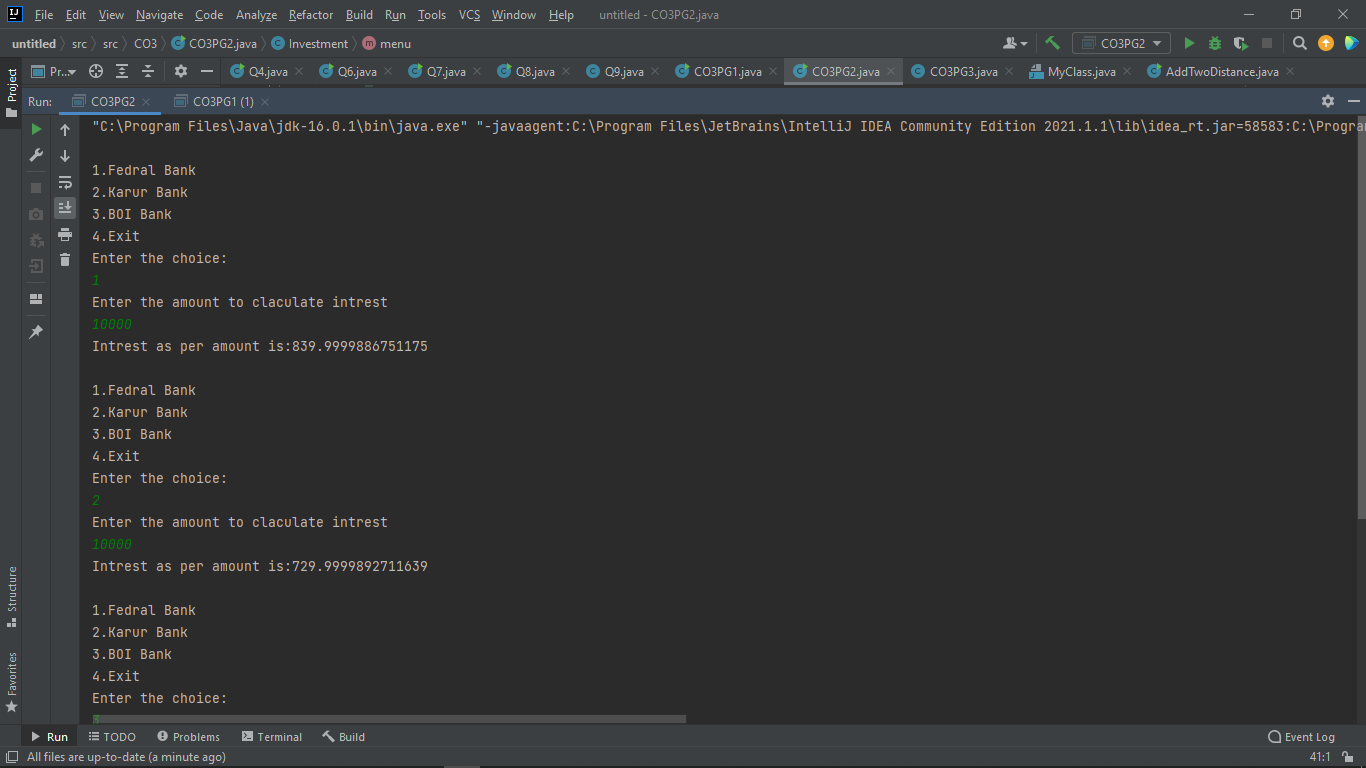 File Edit View Navigate Code Analyze Refactor Build Run Tools VCS Window Help untitled - CO3PG2.java
untitled src src CO3 CO3PG2.java Investment menu CO3PG2
Project Pr... Q4.java Q6.java Q7.java Q8.java Q9.java CO3PG1.java CO3PG2.java CO3PG3.java MyClass.java AddTwoDistance.java
Run: CO3PG2 CO3PG1 (1)
"C:\Program Files\Java\jdk-16.0.1\bin\java.exe" "-javaagent:C:\Program Files\JetBrains\IntelliJ IDEA Community Edition 2021.1.1\lib\idea_rt.jar=58583:C:\Progra
1.Fedral Bank
2.Karur Bank
3.BOI Bank
4.Exit
Enter the choice:
1
Enter the amount to claculate intrest
10000
Intrest as per amount is:839.9999886751175
1.Fedral Bank
2.Karur Bank
3.BOI Bank
4.Exit
Enter the choice:
2
Enter the amount to claculate intrest
10000
Intrest as per amount is:729.9999892711639
1.Fedral Bank
2.Karur Bank
3.BOI Bank
4.Exit
Enter the choice:
Structure
Favorites
Run TODO Problems Terminal Build Event Log
All files are up-to-date (a minute ago) 41:1